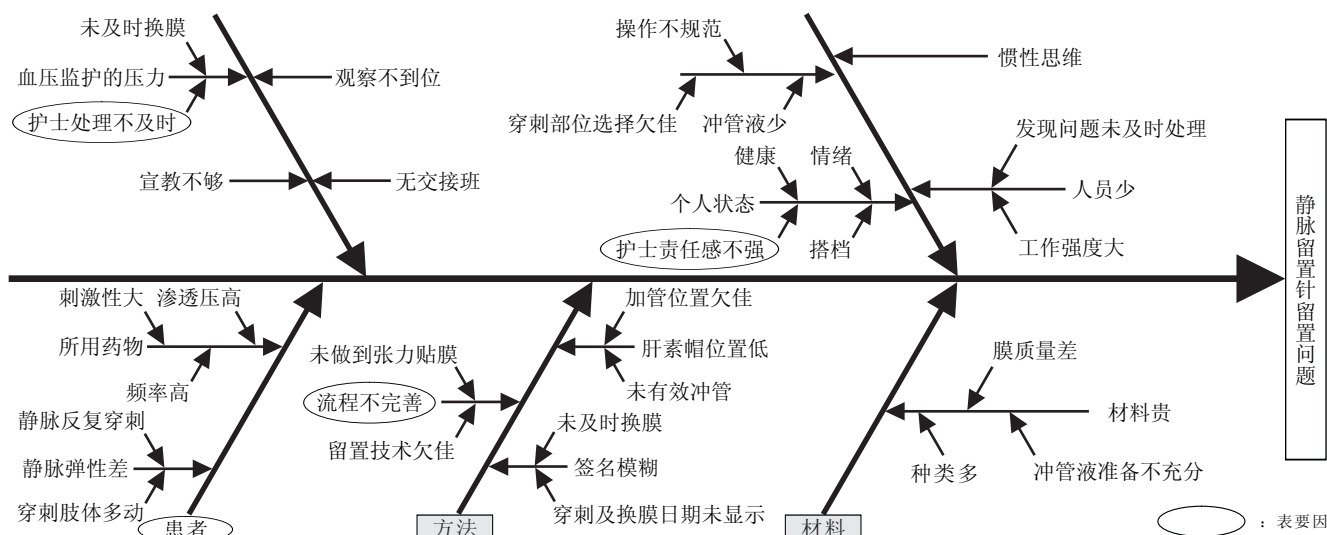 未及时换膜
血压监护的压力
观察不到位
护士处理不及时
宣教不够
无交接班
操作不规范
惯性思维
穿刺部位选择欠佳
冲管液少
发现问题未及时处理
健康
情绪
个人状态
人员少
护士责任感不强
搭档
工作强度大
静脉留置针留置问题
刺激性大
渗透压高
所用药物
频率高
静脉反复穿刺
静脉弹性差
穿刺肢体多动
患者
加管位置欠佳
未做到张力贴膜
肝素帽位置低
流程不完善
未有效冲管
留置技术欠佳
未及时换膜
签名模糊
穿刺及换膜日期未显示
方法
膜质量差
材料贵
种类多
冲管液准备不充分
材料
：表要因